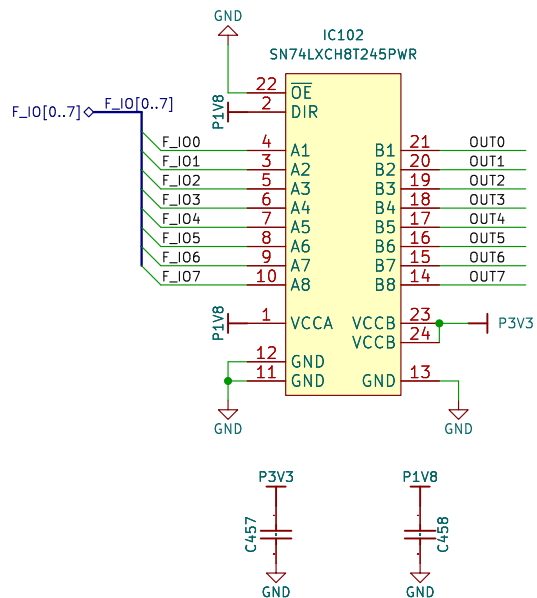 GND
IC102
SN74LXCH8T245PWR
22 OE
P1V8 2 DIR
F_IO[0..7] F_IO[0..7]
F_IO0 4 A1 B1 21 OUT0
F_IO1 3 A2 B2 20 OUT1
F_IO2 5 A3 B3 19 OUT2
F_IO3 6 A4 B4 18 OUT3
F_IO4 7 A5 B5 17 OUT4
F_IO5 8 A6 B6 16 OUT5
F_IO6 9 A7 B7 15 OUT6
F_IO7 10 A8 B8 14 OUT7
P1V8 1 VCCA VCCB 23 P3V3
VCCB 24
12 GND
11 GND GND 13
GND GND
P3V3 P1V8
C457 C458
GND GND